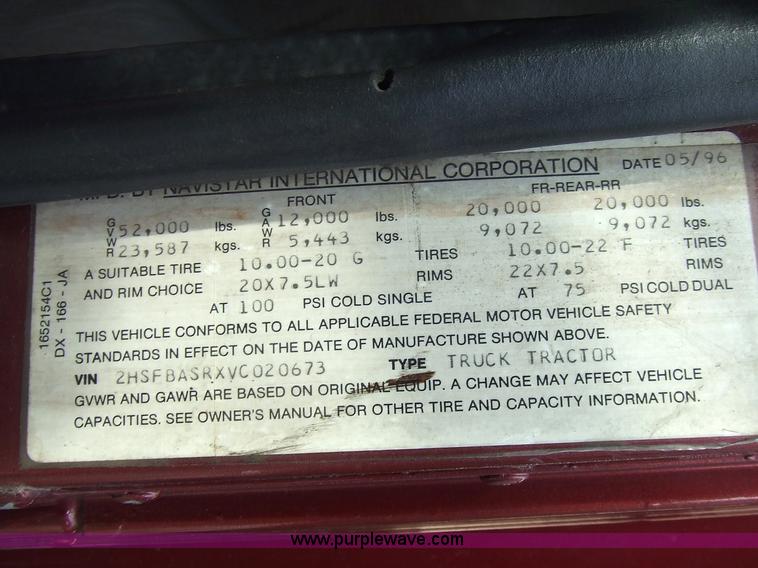 MFD. BY NAVISTAR INTERNATIONAL CORPORATION DATE 05/96
FRONT FR-REAR-RR
GVWR 52,000 lbs. GAWR 12,000 lbs. 20,000 20,000 lbs.
23,587 kgs. 5,443 kgs. 9,072 9,072 kgs.
A SUITABLE TIRE 10.00-20 G TIRES 10.00-22 F TIRES
AND RIM CHOICE 20X7.5LW RIMS 22X7.5 RIMS
AT 100 PSI COLD SINGLE AT 75 PSI COLD DUAL
THIS VEHICLE CONFORMS TO ALL APPLICABLE FEDERAL MOTOR VEHICLE SAFETY
STANDARDS IN EFFECT ON THE DATE OF MANUFACTURE SHOWN ABOVE.
VIN 2HSFBASRXVC020673 TYPE TRUCK TRACTOR
GVWR AND GAWR ARE BASED ON ORIGINAL EQUIP. A CHANGE MAY AFFECT VEHICLE
CAPACITIES. SEE OWNER'S MANUAL FOR OTHER TIRE AND CAPACITY INFORMATION.
1652154C1
DX - 166 - JA
www.purplewave.com